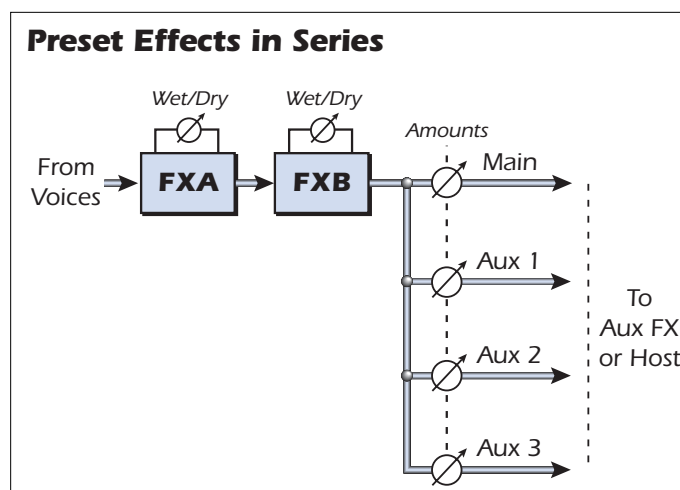 Preset Effects in Series
Wet/Dry
Wet/Dry
Amounts
From
Voices
FXA
FXB
Main
Aux 1
Aux 2
Aux 3
To
Aux FX
or Host